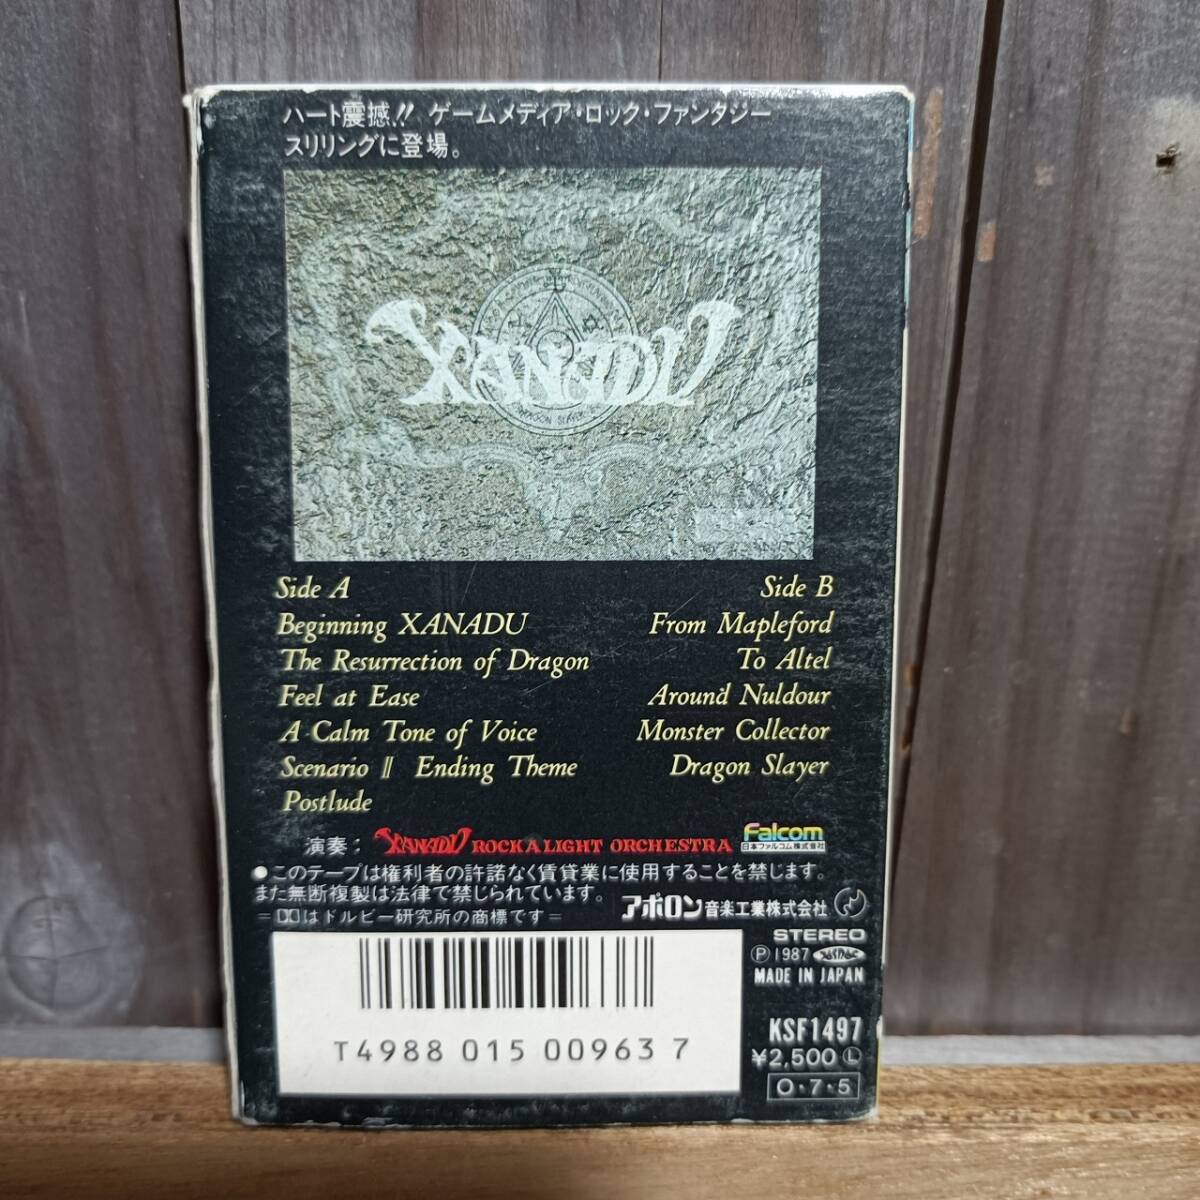 ハート震撼!! ゲームメディア・ロック・ファンタジー
スリリングに登場。
XANADU
DRAGON SLAYER
Side A
Beginning XANADU
The Resurrection of Dragon
Feel at Ease
A Calm Tone of Voice
Scenario II Ending Theme
Postlude
Side B
From Mapleford
To Altel
Around Nuldour
Monster Collector
Dragon Slayer
演奏: XANADU ROCK A LIGHT ORCHESTRA
Falcom
日本ファルコム株式会社
●このテープは権利者の許諾なく賃貸業に使用することを禁じます。
また無断複製は法律で禁じられています。
=はドルビー研究所の商標です=
アポロン音楽工業株式会社
STEREO
Ⓟ1987
MADE IN JAPAN
KSF1497
¥2,500 Ⓛ
O・7・5
T4988 015 00963 7